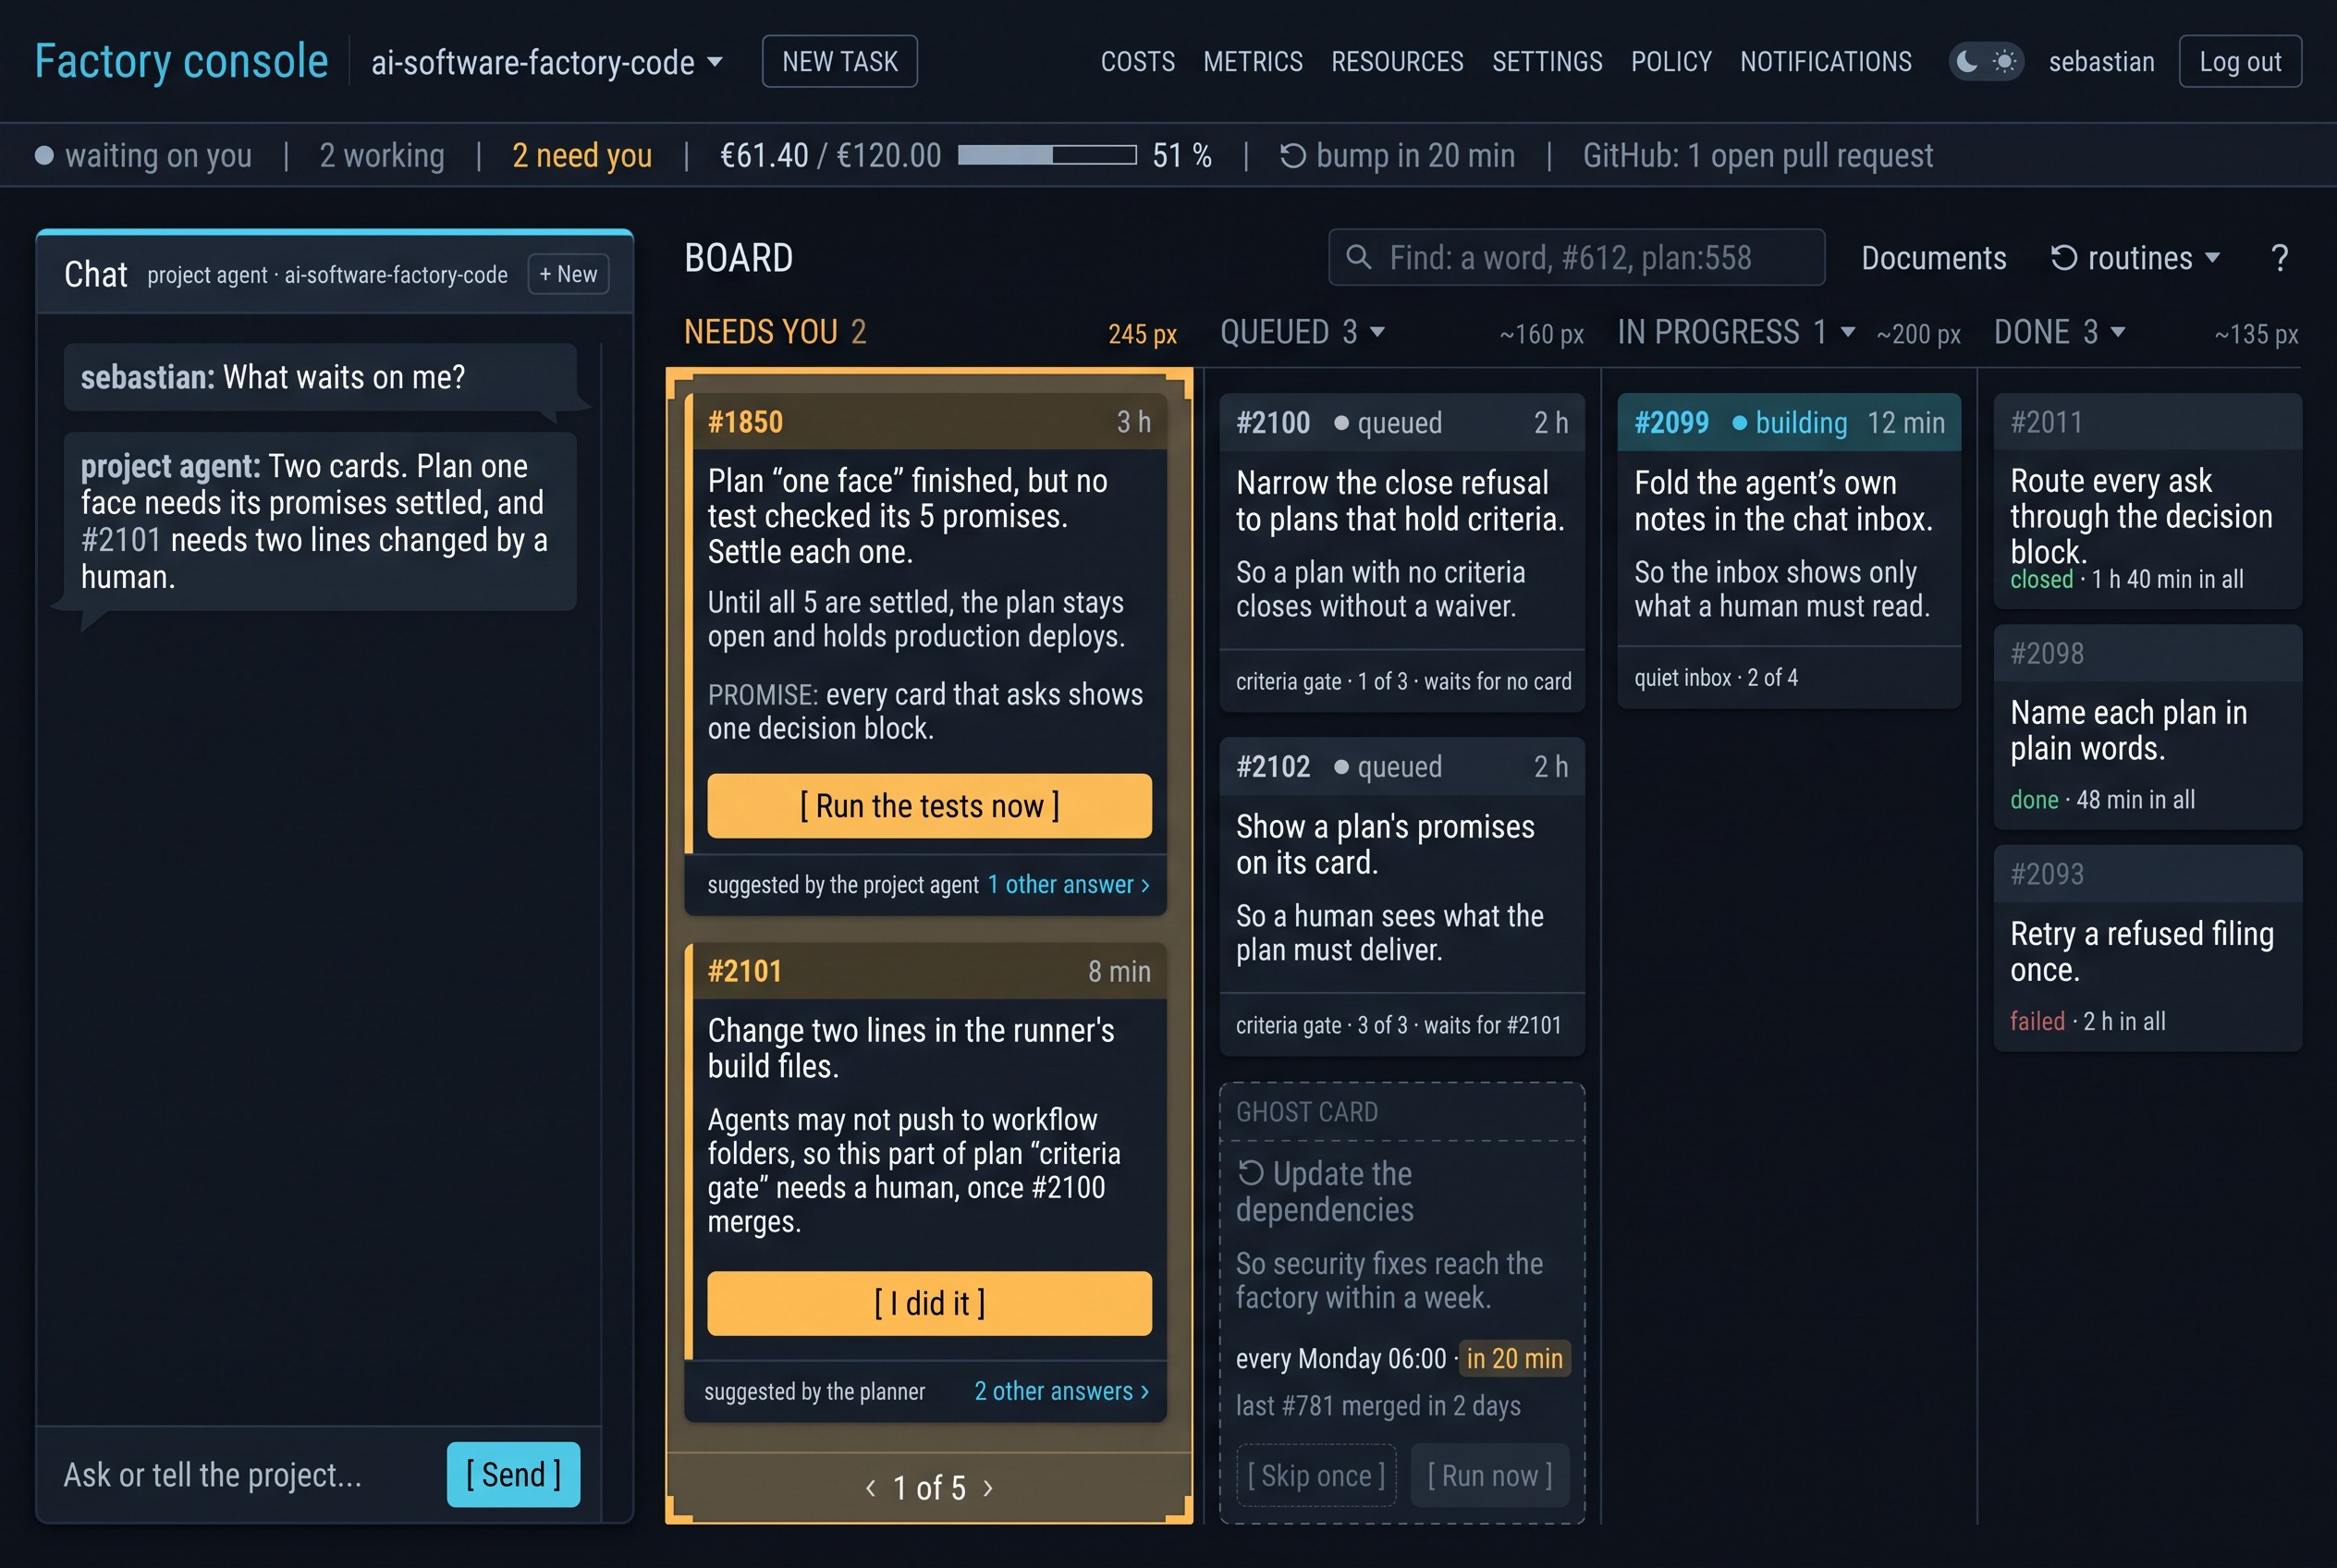 Factory console
ai-software-factory-code
NEW TASK
COSTS METRICS RESOURCES SETTINGS POLICY NOTIFICATIONS
sebastian
Log out
waiting on you | 2 working | 2 need you | €61.40 / €120.00 51 % | bump in 20 min | GitHub: 1 open pull request
Chat project agent · ai-software-factory-code + New
sebastian: What waits on me?
project agent: Two cards. Plan one
face needs its promises settled, and
#2101 needs two lines changed by a
human.
Ask or tell the project...
[ Send ]
BOARD
Find: a word, #612, plan:558
Documents
routines
?
NEEDS YOU 2 245 px
#1850 3 h
Plan “one face” finished, but no
test checked its 5 promises.
Settle each one.
Until all 5 are settled, the plan stays
open and holds production deploys.
PROMISE: every card that asks shows
one decision block.
[ Run the tests now ]
suggested by the project agent 1 other answer ›
#2101 8 min
Change two lines in the runner's
build files.
Agents may not push to workflow
folders, so this part of plan “criteria
gate” needs a human, once #2100
merges.
[ I did it ]
suggested by the planner 2 other answers ›
‹ 1 of 5 ›
QUEUED 3 ~160 px
#2100 queued 2 h
Narrow the close refusal
to plans that hold criteria.
So a plan with no criteria
closes without a waiver.
criteria gate · 1 of 3 · waits for no card
#2102 queued 2 h
Show a plan's promises
on its card.
So a human sees what the
plan must deliver.
criteria gate · 3 of 3 · waits for #2101
GHOST CARD
Update the
dependencies
So security fixes reach the
factory within a week.
every Monday 06:00 · in 20 min
last #781 merged in 2 days
[ Skip once ] [ Run now ]
IN PROGRESS 1 ~200 px
#2099 building 12 min
Fold the agent’s own
notes in the chat inbox.
So the inbox shows only
what a human must read.
quiet inbox · 2 of 4
DONE 3 ~135 px
#2011
Route every ask
through the decision
block.
closed · 1 h 40 min in all
#2098
Name each plan in
plain words.
done · 48 min in all
#2093
Retry a refused filing
once.
failed · 2 h in all